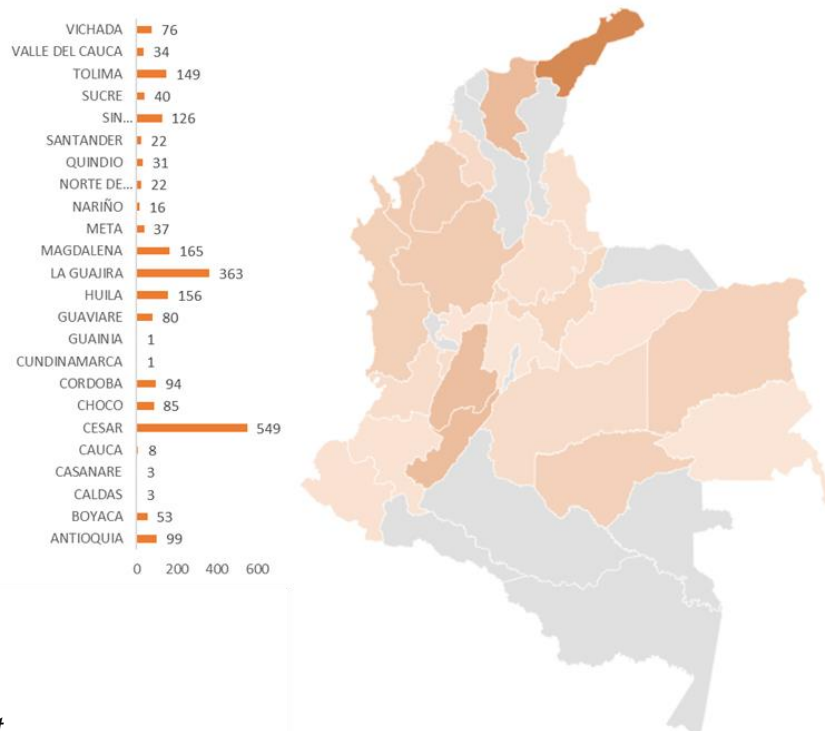 VICHADA 76
VALLE DEL CAUCA 34
TOLIMA 149
SUCRE 40
SIN... 126
SANTANDER 22
QUINDIO 31
NORTE DE... 22
NARIÑO 16
META 37
MAGDALENA 165
LA GUAJIRA 363
HUILA 156
GUAVIARE 80
GUAINIA 1
CUNDINAMARCA 1
CORDOBA 94
CHOCO 85
CESAR 549
CAUCA 8
CASANARE 3
CALDAS 3
BOYACA 53
ANTIOQUIA 99
0 200 400 600